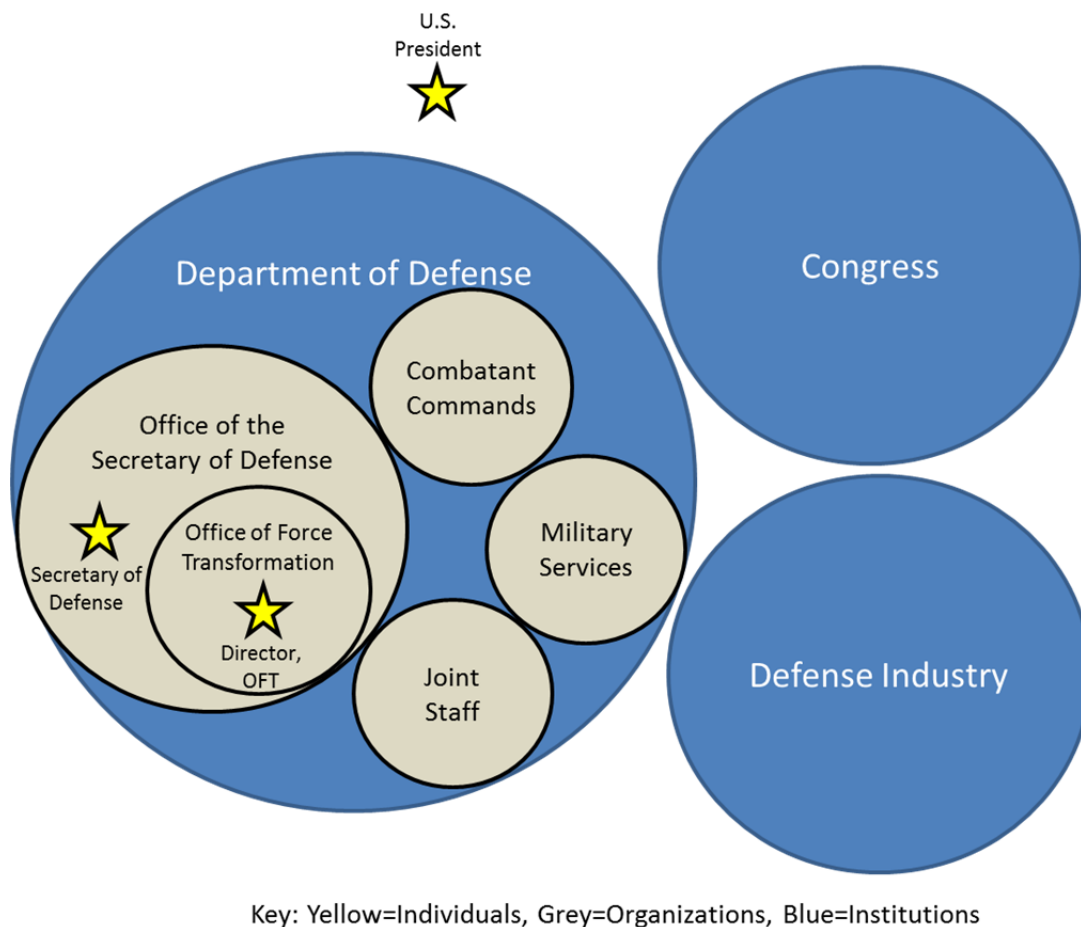 U.S.
President
Department of Defense
Congress
Combatant
Commands
Office of the
Secretary of Defense
Office of Force
Transformation
Military
Services
Secretary of
Defense
Director,
OFT
Joint
Staff
Defense Industry
Key: Yellow=Individuals, Grey=Organizations, Blue=Institutions